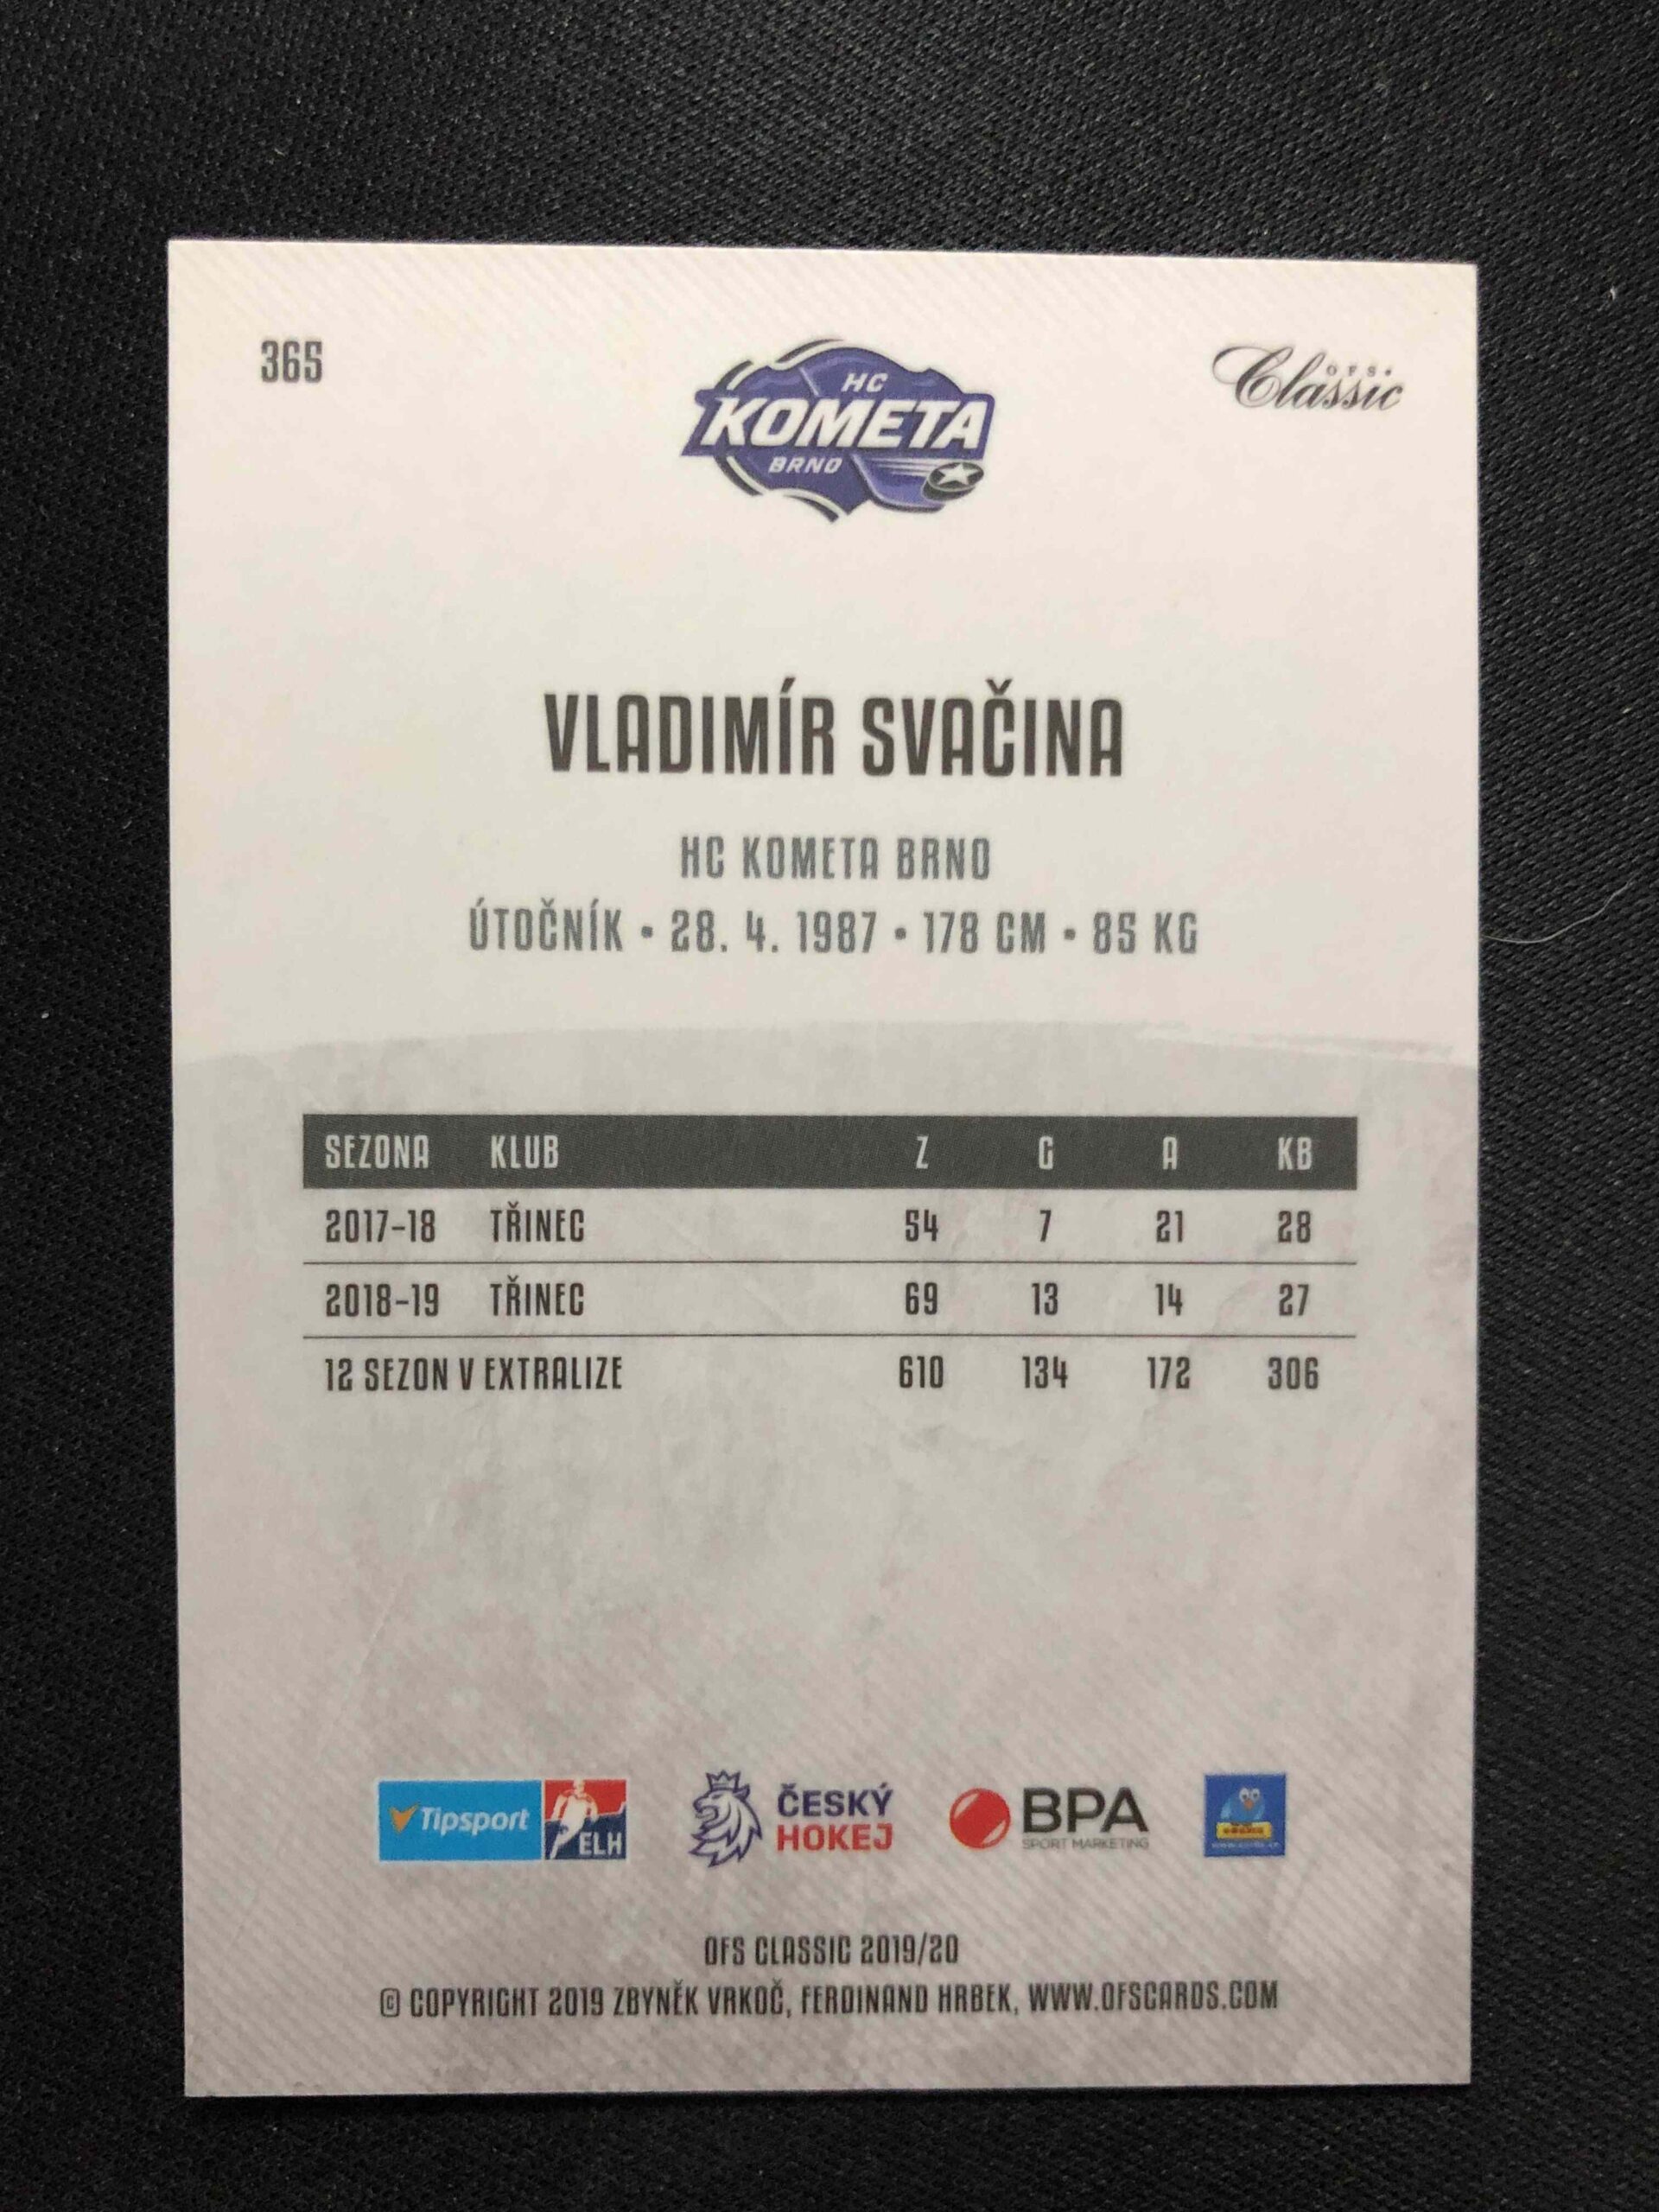 365
HC
KOMETA
BRNO
OFS
Classic
VLADIMÍR SVAČINA
HC KOMETA BRNO
ÚTOČNÍK • 28. 4. 1987 • 178 CM • 85 KG
SEZONA KLUB Z G A KB
2017-18 TŘINEC 54 7 21 28
2018-19 TŘINEC 69 13 14 27
12 SEZON V EXTRALIZE 610 134 172 306
Tipsport ELH
ČESKÝ
HOKEJ
BPA
SPORT MARKETING
OFS CLASSIC 2019/20
© COPYRIGHT 2019 ZBYNĚK VRKOČ, FERDINAND HRBEK, WWW.OFSCARDS.COM